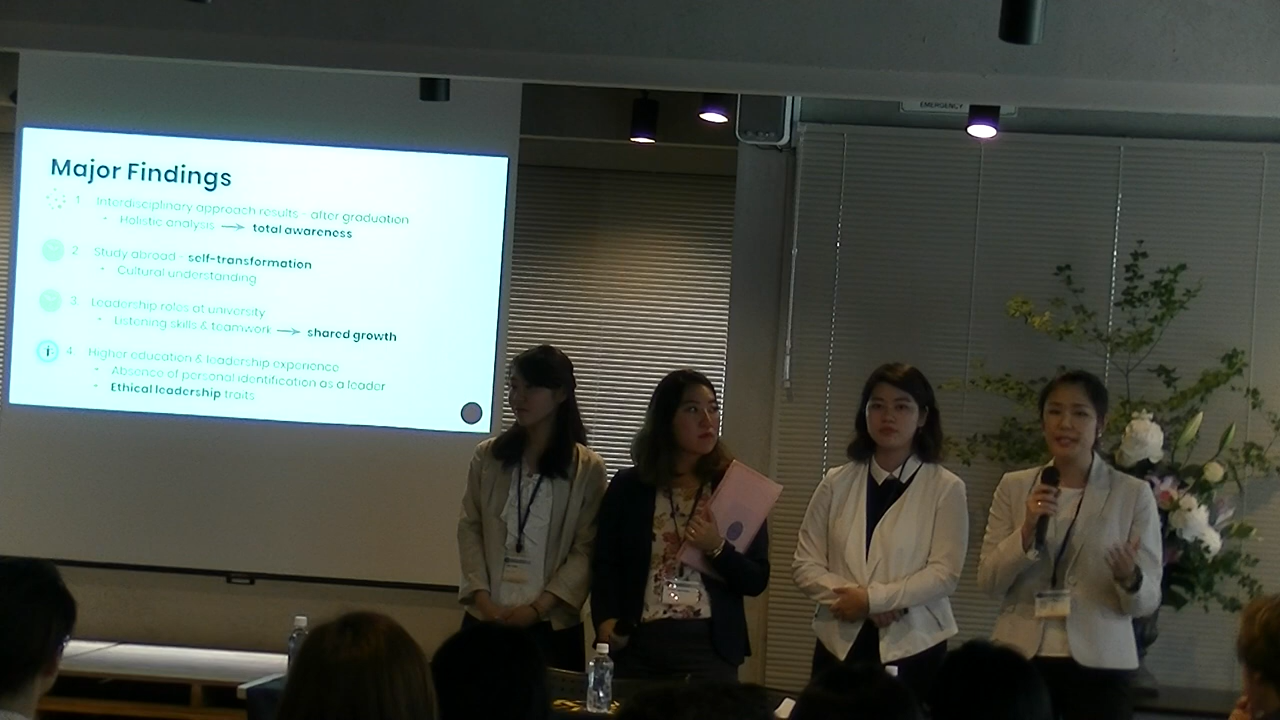 Major Findings
1. Interdisciplinary approach results - after graduation
• Holistic analysis → total awareness
2. Study abroad - self-transformation
• Cultural understanding
3. Leadership roles at university
• Listening skills & teamwork → shared growth
4. Higher education & leadership experience
• Absence of personal identification as a leader
• Ethical leadership traits
EMERGENCY